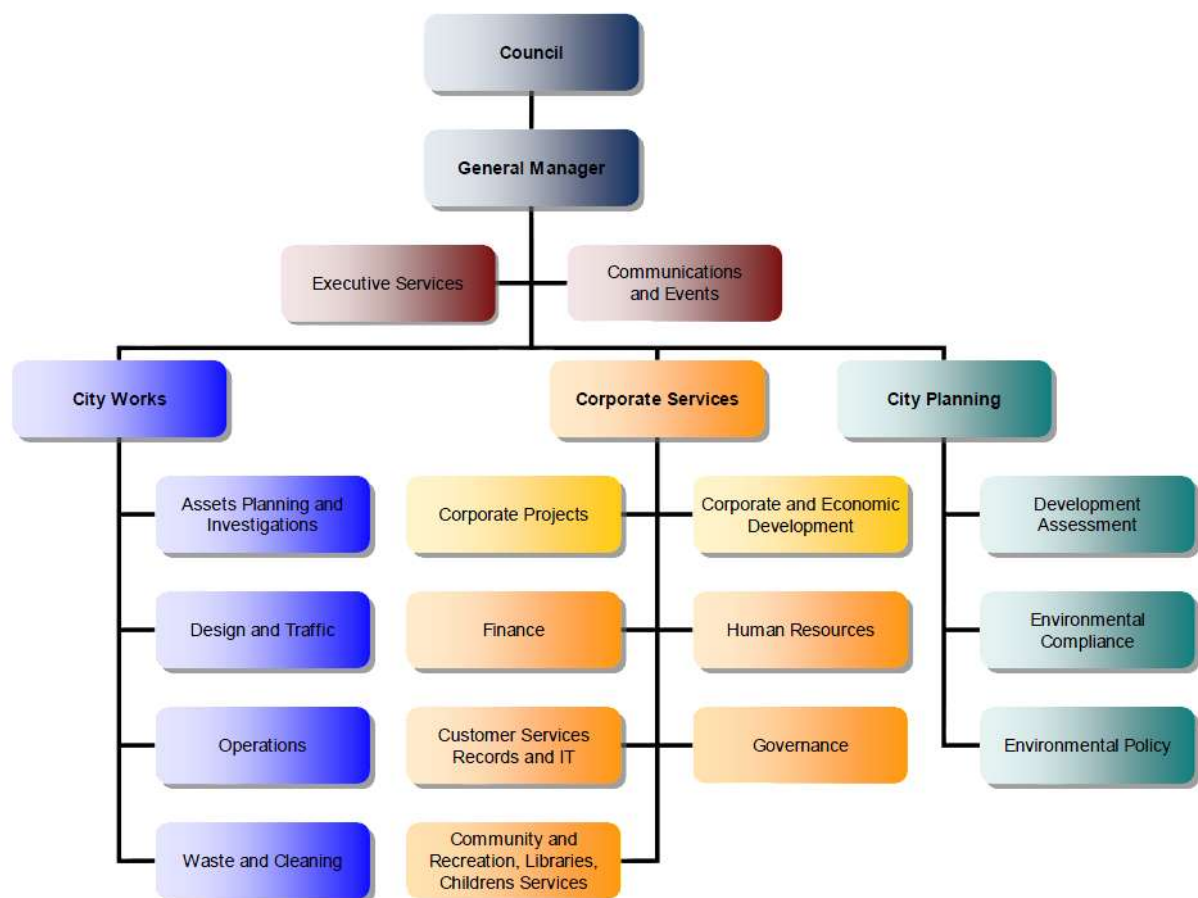 Council
General Manager
Executive Services
Communications
and Events
City Works
Corporate Services
City Planning
Assets Planning and
Investigations
Corporate Projects
Corporate and Economic
Development
Development
Assessment
Design and Traffic
Finance
Human Resources
Environmental
Compliance
Operations
Customer Services
Records and IT
Governance
Environmental Policy
Waste and Cleaning
Community and
Recreation, Libraries,
Childrens Services